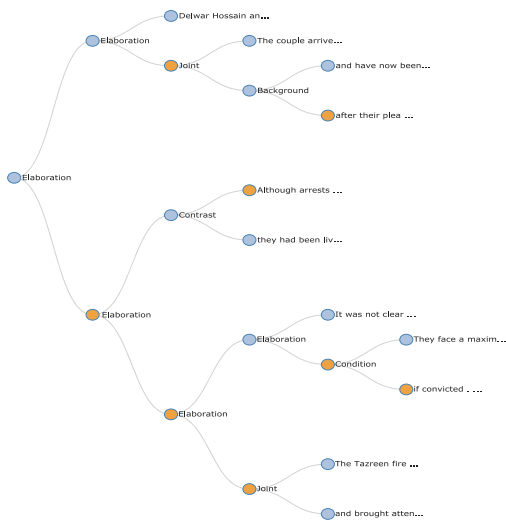 Delwar Hossain an...
Elaboration
The couple arrive...
Joint
and have now been...
Background
after their plea ...
Elaboration
Although arrests ...
Contrast
they had been liv...
Elaboration
It was not clear ...
Elaboration
They face a maxim...
Condition
if convicted . ...
Elaboration
The Tazreen fire ...
Joint
and brought atten...